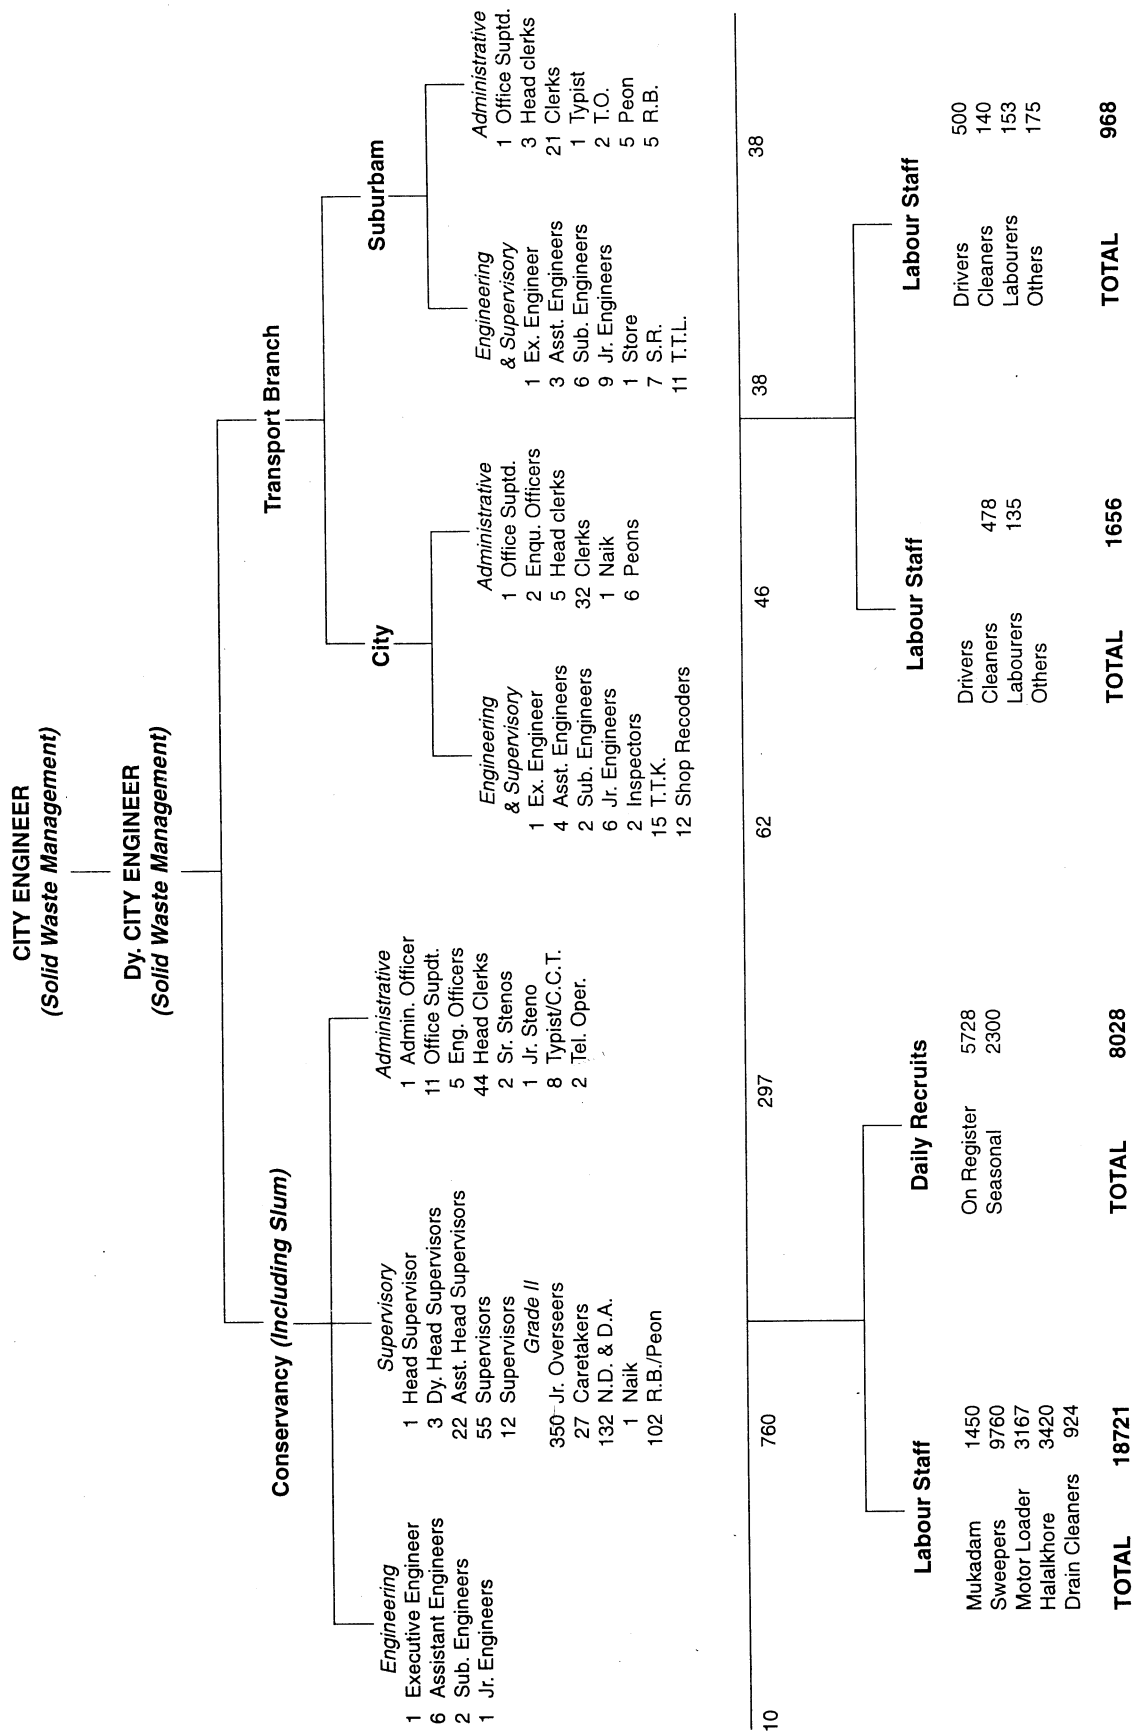 CITY ENGINEER
(Solid Waste Management)
Dy. CITY ENGINEER
(Solid Waste Management)
Conservancy (Including Slum)
Engineering
1 Executive Engineer
6 Assistant Engineers
2 Sub. Engineers
1 Jr. Engineers
Supervisory
1 Head Supervisor
3 Dy. Head Supervisors
22 Asst. Head Supervisors
55 Supervisors
12 Supervisors
Grade II
350 Jr. Overseers
27 Caretakers
132 N.D. & D.A.
1 Naik
102 R.B./Peon
Administrative
1 Admin. Officer
11 Office Supdt.
5 Eng. Officers
44 Head Clerks
2 Sr. Stenos
1 Jr. Steno
8 Typist/C.C.T.
2 Tel. Oper.
Transport Branch
City
Engineering
& Supervisory
1 Ex. Engineer
4 Asst. Engineers
2 Sub. Engineers
6 Jr. Engineers
2 Inspectors
15 T.T.K.
12 Shop Recoders
Administrative
1 Office Suptd.
2 Enqu. Officers
5 Head clerks
32 Clerks
1 Naik
6 Peons
Suburbam
Engineering
& Supervisory
1 Ex. Engineer
3 Asst. Engineers
6 Sub. Engineers
9 Jr. Engineers
1 Store
7 S.R.
11 T.T.L.
Administrative
1 Office Suptd.
3 Head clerks
21 Clerks
1 Typist
2 T.O.
5 Peon
5 R.B.
10 760 297 62 46 38 38
Labour Staff
Mukadam 1450
Sweepers 9760
Motor Loader 3167
Halalkhore 3420
Drain Cleaners 924
TOTAL 18721
Daily Recruits
On Register 5728
Seasonal 2300
TOTAL 8028
Labour Staff
Drivers
Cleaners 478
Labourers 135
Others
TOTAL 1656
Labour Staff
Drivers 500
Cleaners 140
Labourers 153
Others 175
TOTAL 968